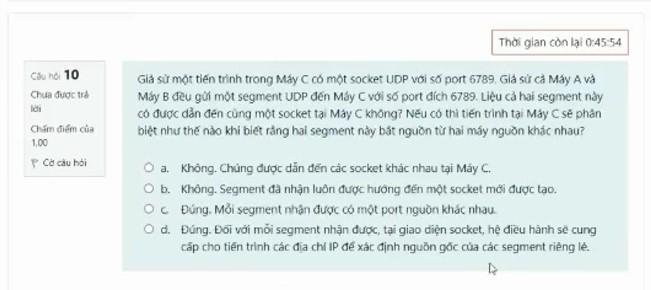 Thời gian còn lại 0:45:54
Câu hỏi 10
Chưa được trả
lời
Chấm điểm của
1,00
Cờ câu hỏi
Giả sử một tiến trình trong Máy C có một socket UDP với số port 6789. Giả sử cả Máy A và
Máy B đều gửi một segment UDP đến Máy C với số port đích 6789. Liệu cả hai segment này
có được dẫn đến cùng một socket tại Máy C không? Nếu có thì tiến trình tại Máy C sẽ phân
biệt như thế nào khi biết rằng hai segment này bắt nguồn từ hai máy nguồn khác nhau?
a. Không. Chúng được dẫn đến các socket khác nhau tại Máy C.
b. Không. Segment đã nhận luôn được hướng đến một socket mới được tạo.
c. Đúng. Mỗi segment nhận được có một port nguồn khác nhau.
d. Đúng. Đối với mỗi segment nhận được, tại giao diện socket, hệ điều hành sẽ cung
cấp cho tiến trình các địa chỉ IP để xác định nguồn gốc của các segment riêng lẻ.